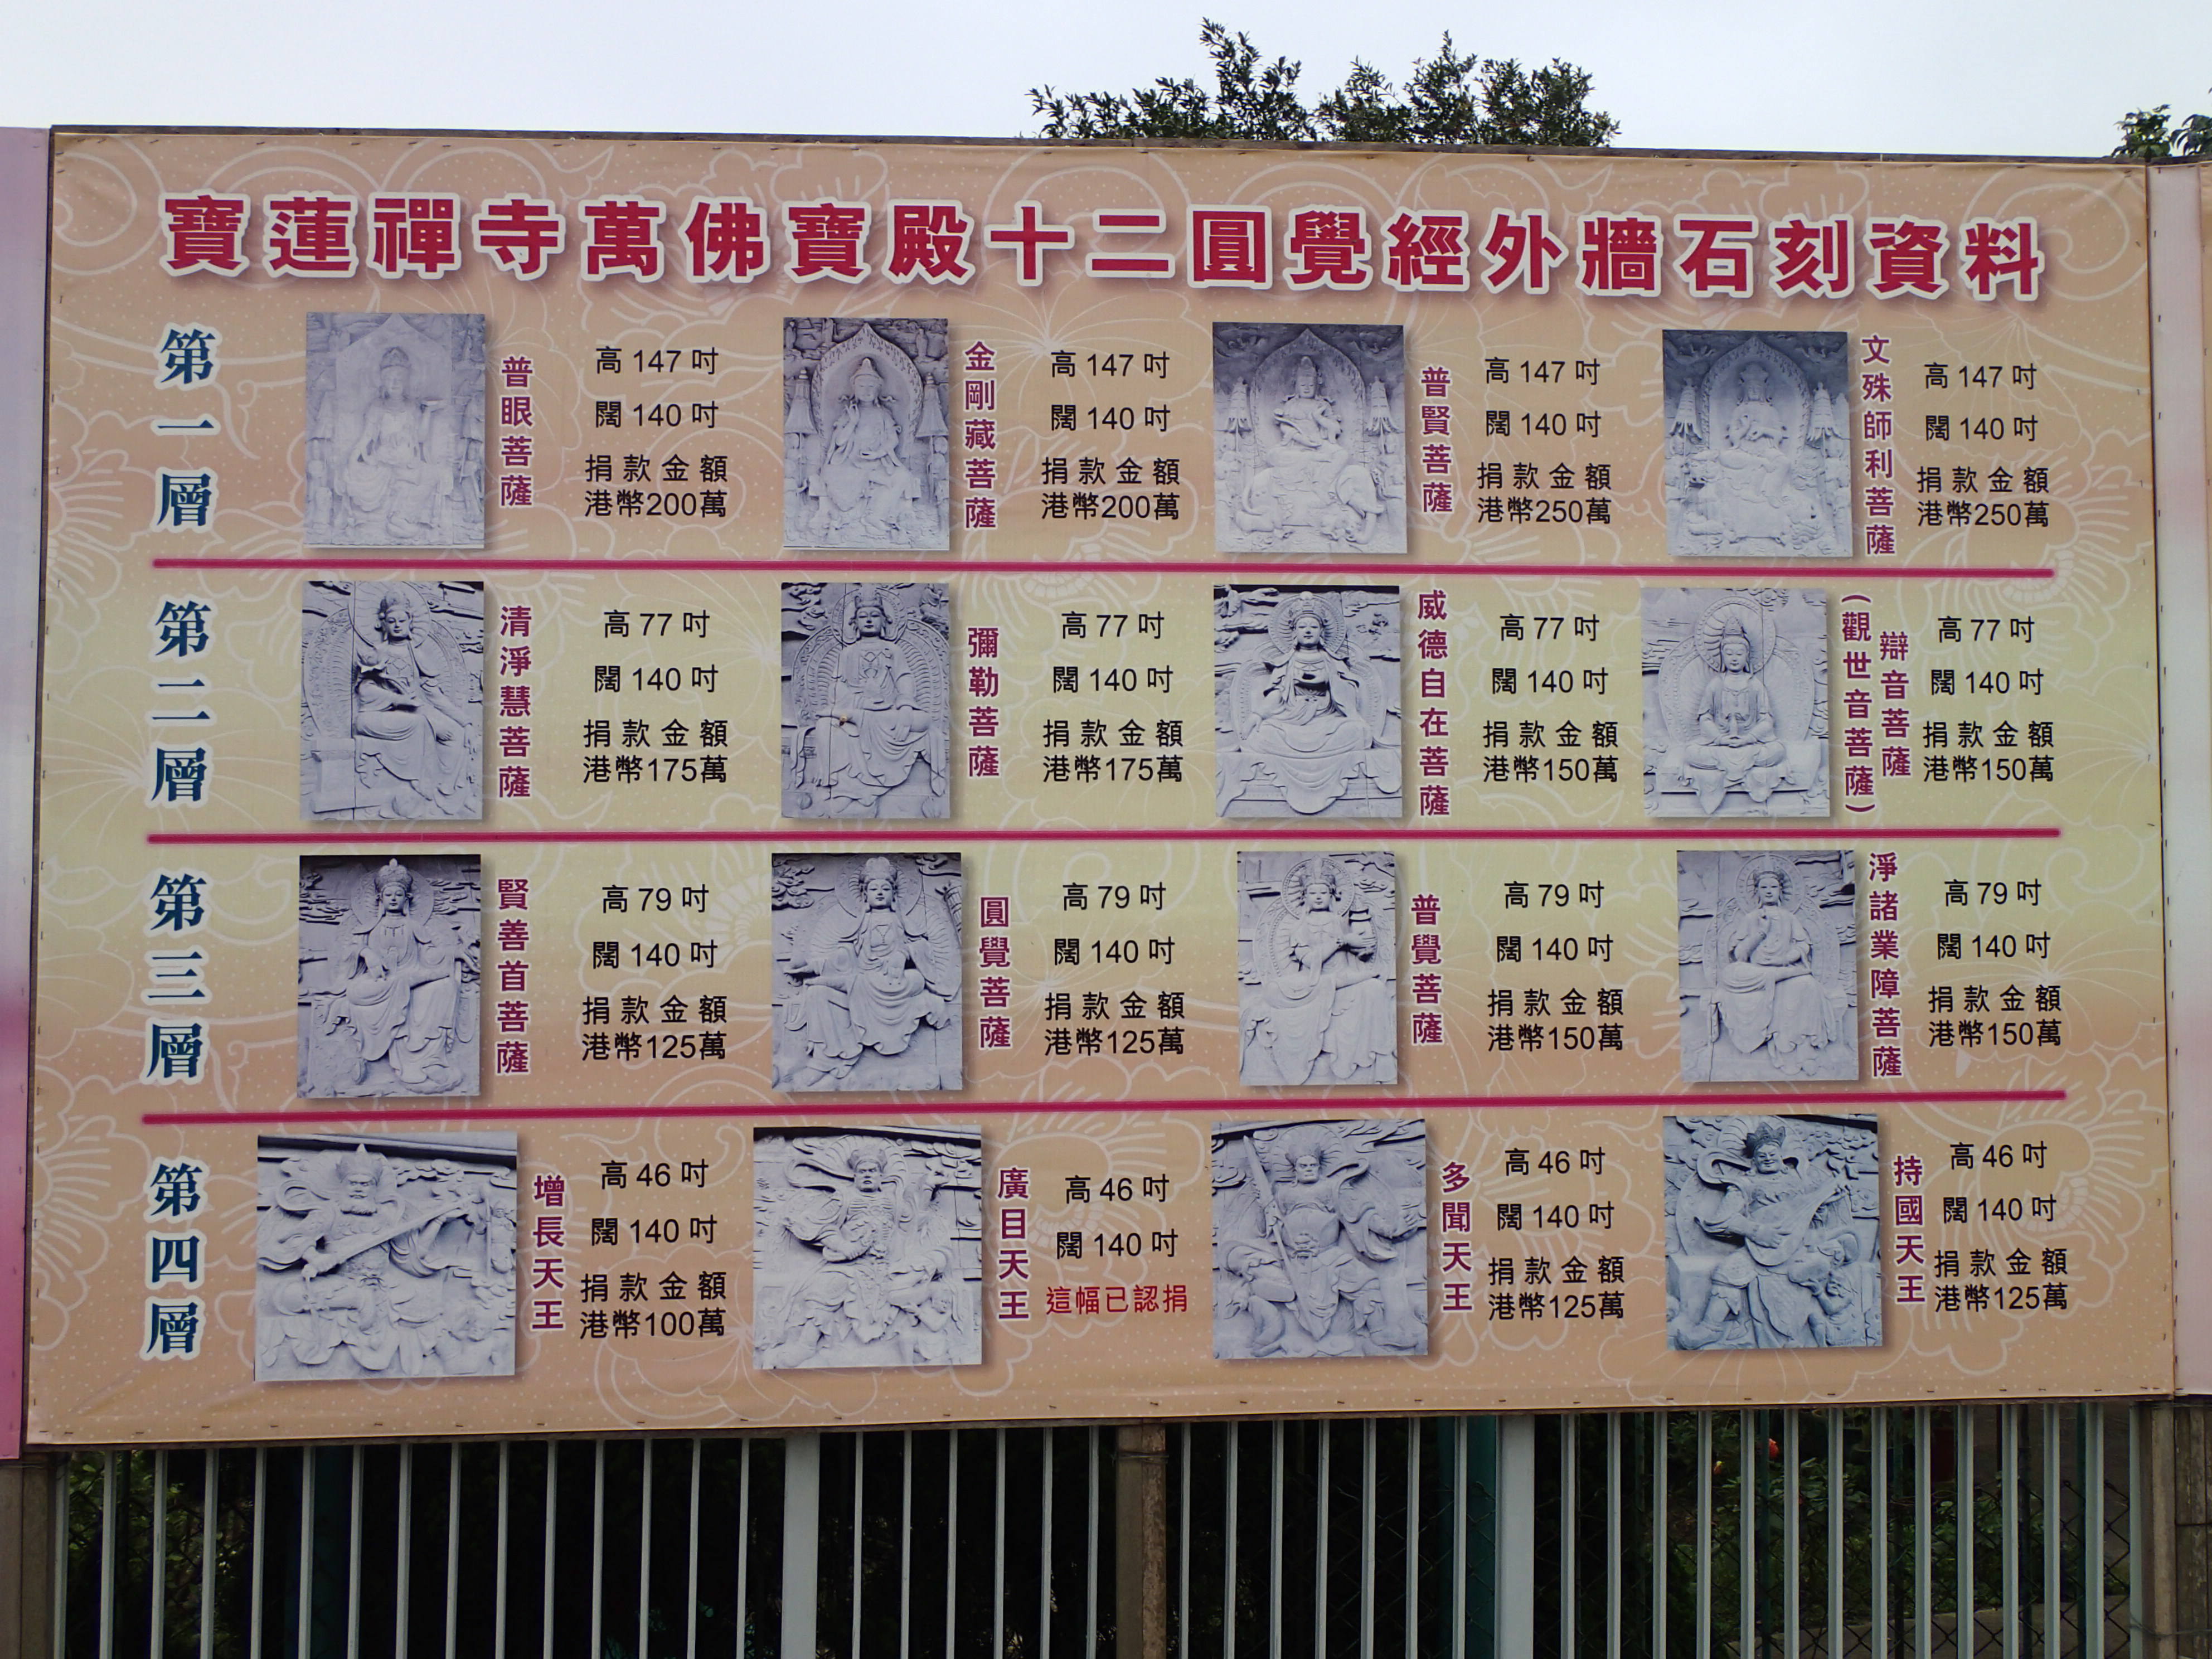 寶蓮禪寺萬佛寶殿十二圓覺經外牆石刻資料
第一層
普眼菩薩
高 147 吋
闊 140 吋
捐款金額
港幣200萬
金剛藏菩薩
高 147 吋
闊 140 吋
捐款金額
港幣200萬
普賢菩薩
高 147 吋
闊 140 吋
捐款金額
港幣250萬
文殊師利菩薩
高 147 吋
闊 140 吋
捐款金額
港幣250萬
第二層
清淨慧菩薩
高 77 吋
闊 140 吋
捐款金額
港幣175萬
彌勒菩薩
高 77 吋
闊 140 吋
捐款金額
港幣175萬
威德自在菩薩
高 77 吋
闊 140 吋
捐款金額
港幣150萬
辯音菩薩
(觀世音菩薩)
高 77 吋
闊 140 吋
捐款金額
港幣150萬
第三層
賢善首菩薩
高 79 吋
闊 140 吋
捐款金額
港幣125萬
圓覺菩薩
高 79 吋
闊 140 吋
捐款金額
港幣125萬
普覺菩薩
高 79 吋
闊 140 吋
捐款金額
港幣150萬
淨諸業障菩薩
高 79 吋
闊 140 吋
捐款金額
港幣150萬
第四層
增長天王
高 46 吋
闊 140 吋
捐款金額
港幣100萬
廣目天王
高 46 吋
闊 140 吋
這幅已認捐
多聞天王
高 46 吋
闊 140 吋
捐款金額
港幣125萬
持國天王
高 46 吋
闊 140 吋
捐款金額
港幣125萬